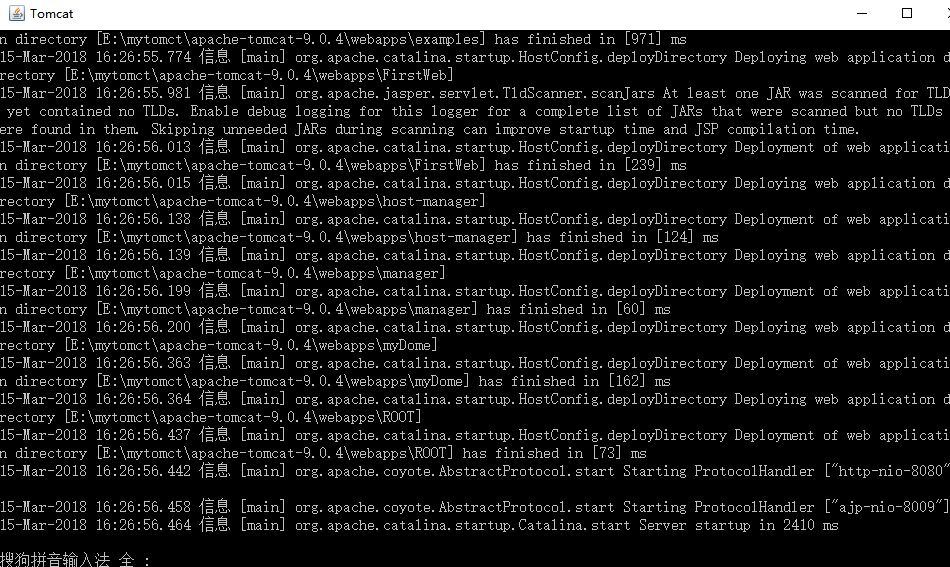 Tomcat
n directory [E:\mytomct\apache-tomcat-9.0.4\webapps\examples] has finished in [971] ms
15-Mar-2018 16:26:55.774 信息 [main] org.apache.catalina.startup.HostConfig.deployDirectory Deploying web application d
rectory [E:\mytomct\apache-tomcat-9.0.4\webapps\FirstWeb]
15-Mar-2018 16:26:55.981 信息 [main] org.apache.jasper.servlet.TldScanner.scanJars At least one JAR was scanned for TLD
 yet contained no TLDs. Enable debug logging for this logger for a complete list of JARs that were scanned but no TLDs
ere found in them. Skipping unneeded JARs during scanning can improve startup time and JSP compilation time.
15-Mar-2018 16:26:56.013 信息 [main] org.apache.catalina.startup.HostConfig.deployDirectory Deployment of web applicati
n directory [E:\mytomct\apache-tomcat-9.0.4\webapps\FirstWeb] has finished in [239] ms
15-Mar-2018 16:26:56.015 信息 [main] org.apache.catalina.startup.HostConfig.deployDirectory Deploying web application d
rectory [E:\mytomct\apache-tomcat-9.0.4\webapps\host-manager]
15-Mar-2018 16:26:56.138 信息 [main] org.apache.catalina.startup.HostConfig.deployDirectory Deployment of web applicati
n directory [E:\mytomct\apache-tomcat-9.0.4\webapps\host-manager] has finished in [124] ms
15-Mar-2018 16:26:56.139 信息 [main] org.apache.catalina.startup.HostConfig.deployDirectory Deploying web application d
rectory [E:\mytomct\apache-tomcat-9.0.4\webapps\manager]
15-Mar-2018 16:26:56.199 信息 [main] org.apache.catalina.startup.HostConfig.deployDirectory Deployment of web applicati
n directory [E:\mytomct\apache-tomcat-9.0.4\webapps\manager] has finished in [60] ms
15-Mar-2018 16:26:56.200 信息 [main] org.apache.catalina.startup.HostConfig.deployDirectory Deploying web application d
rectory [E:\mytomct\apache-tomcat-9.0.4\webapps\myDome]
15-Mar-2018 16:26:56.363 信息 [main] org.apache.catalina.startup.HostConfig.deployDirectory Deployment of web applicati
n directory [E:\mytomct\apache-tomcat-9.0.4\webapps\myDome] has finished in [162] ms
15-Mar-2018 16:26:56.364 信息 [main] org.apache.catalina.startup.HostConfig.deployDirectory Deploying web application d
rectory [E:\mytomct\apache-tomcat-9.0.4\webapps\ROOT]
15-Mar-2018 16:26:56.437 信息 [main] org.apache.catalina.startup.HostConfig.deployDirectory Deployment of web applicati
n directory [E:\mytomct\apache-tomcat-9.0.4\webapps\ROOT] has finished in [73] ms
15-Mar-2018 16:26:56.442 信息 [main] org.apache.coyote.AbstractProtocol.start Starting ProtocolHandler ["http-nio-8080"
15-Mar-2018 16:26:56.458 信息 [main] org.apache.coyote.AbstractProtocol.start Starting ProtocolHandler ["ajp-nio-8009"]
15-Mar-2018 16:26:56.464 信息 [main] org.apache.catalina.startup.Catalina.start Server startup in 2410 ms
搜狗拼音输入法 全 :